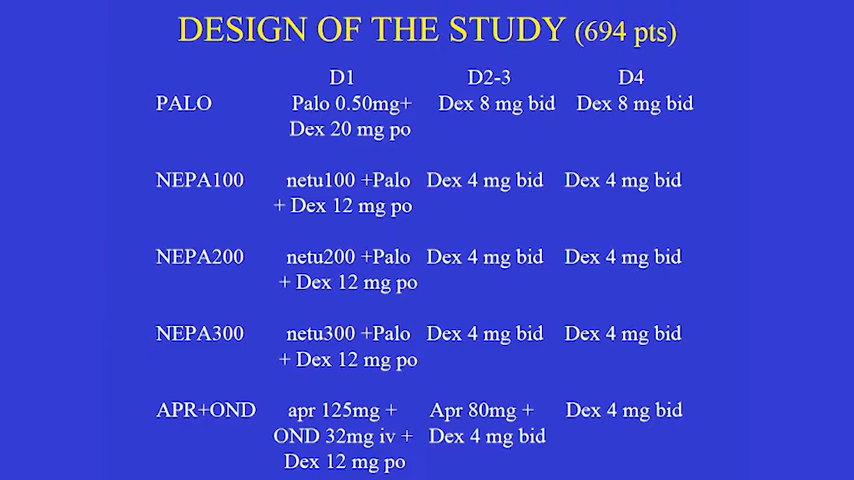 DESIGN OF THE STUDY (694 pts)
D1 D2-3 D4
PALO Palo 0.50mg+ Dex 8 mg bid Dex 8 mg bid
Dex 20 mg po
NEPA100 netu100 +Palo Dex 4 mg bid Dex 4 mg bid
+ Dex 12 mg po
NEPA200 netu200 +Palo Dex 4 mg bid Dex 4 mg bid
+ Dex 12 mg po
NEPA300 netu300 +Palo Dex 4 mg bid Dex 4 mg bid
+ Dex 12 mg po
APR+OND apr 125mg + Apr 80mg + Dex 4 mg bid
OND 32mg iv + Dex 4 mg bid
Dex 12 mg po